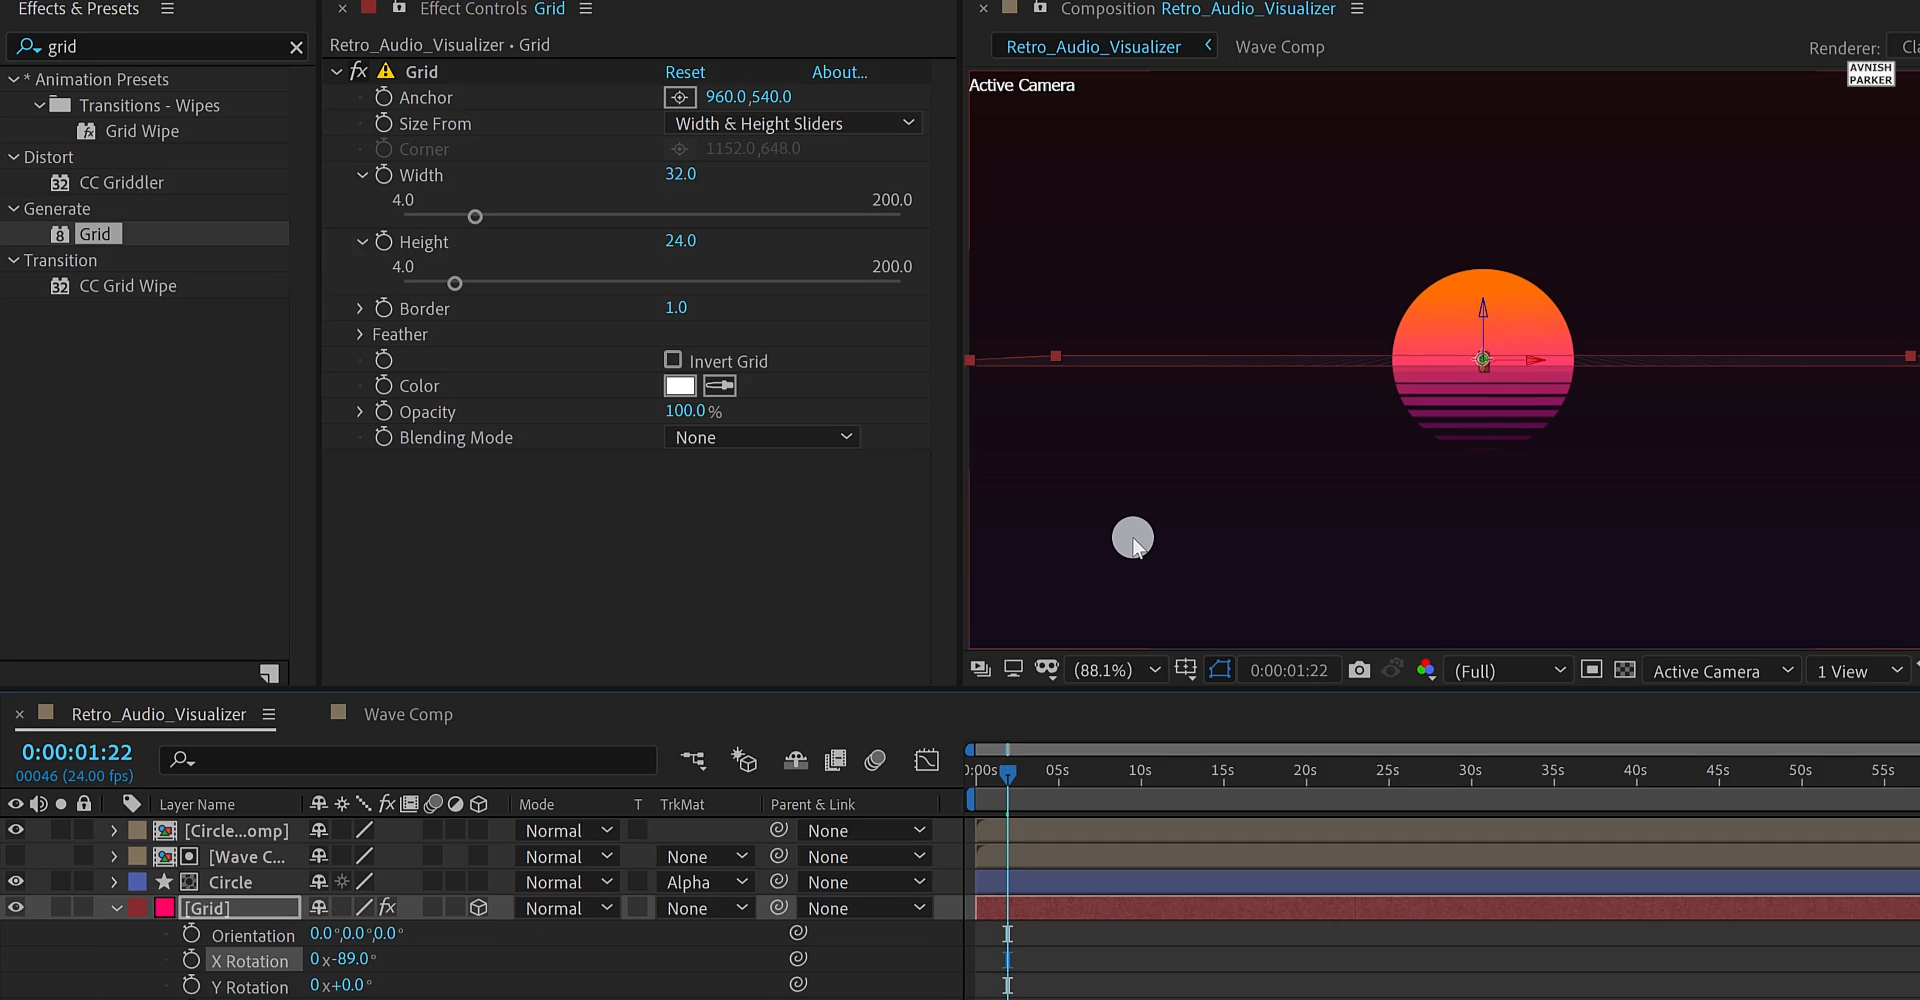 Effects & Presets
grid
* Animation Presets
Transitions - Wipes
Grid Wipe
Distort
CC Griddler
Generate
Grid
Transition
CC Grid Wipe
Effect Controls Grid
Retro_Audio_Visualizer • Grid
fx Grid Reset About...
Anchor 960.0,540.0
Size From Width & Height Sliders
Corner 1152.0,648.0
Width 32.0
4.0 200.0
Height 24.0
4.0 200.0
Border 1.0
Feather
Invert Grid
Color
Opacity 100.0%
Blending Mode None
Composition Retro_Audio_Visualizer
Retro_Audio_Visualizer Wave Comp
Renderer:
AVNISH
PARKER
Active Camera
(88.1%) 0:00:01:22 (Full) Active Camera 1 View
Retro_Audio_Visualizer Wave Comp
0:00:01:22
00046 (24.00 fps)
0:00s 05s 10s 15s 20s 25s 30s 35s 40s 45s 50s 55s
Layer Name fx Mode T TrkMat Parent & Link
[Circle...omp] Normal None
[Wave C... Normal None None
Circle Normal Alpha None
[Grid] fx Normal None None
Orientation 0.0°,0.0°,0.0°
X Rotation 0x-89.0°
Y Rotation 0x+0.0°